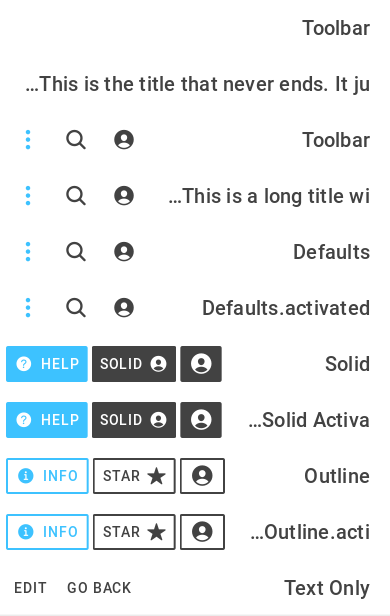 Toolbar
…This is the title that never ends. It ju
Toolbar
…This is a long title wi
Defaults
Defaults.activated
HELP SOLID Solid
HELP SOLID …Solid Activa
INFO STAR Outline
INFO STAR …Outline.acti
EDIT GO BACK Text Only